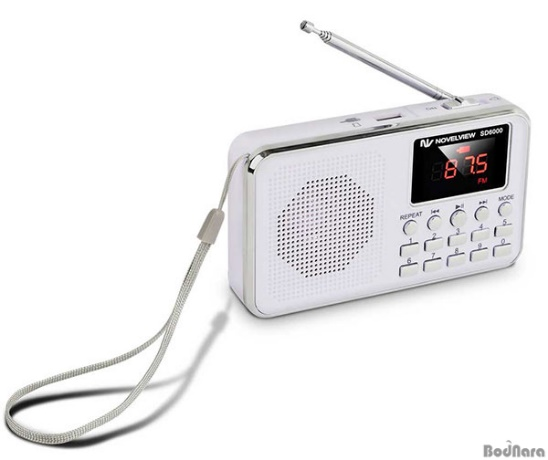 NOVELVIEW SD6000
87.5
FM
REPEAT MODE
1 2 3 4 5
6 7 8 9 0
BodNara